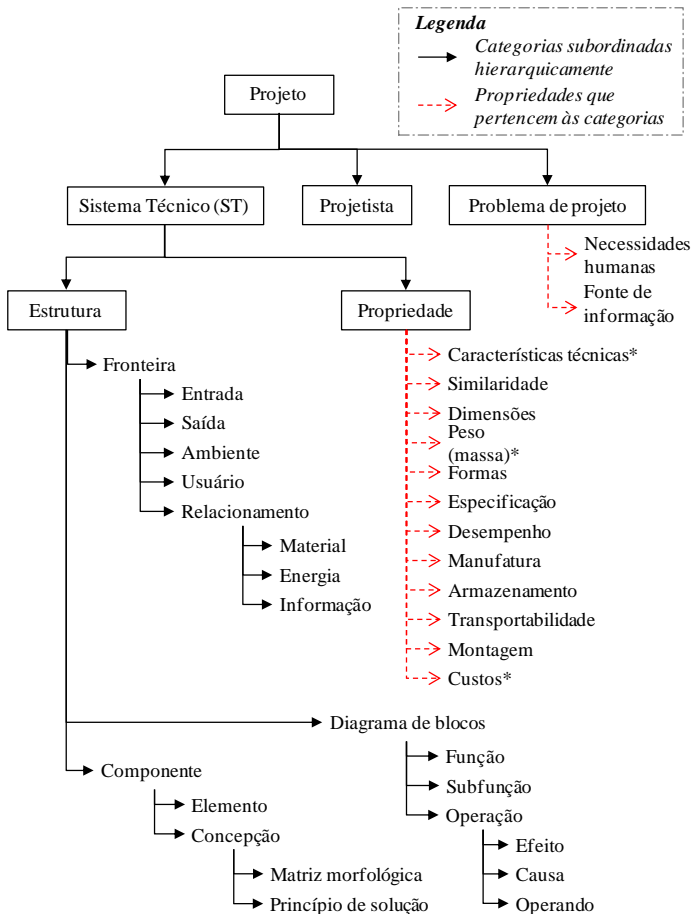 Legenda
Categorias subordinadas
hierarquicamente
Propriedades que
pertencem às categorias
Projeto
Sistema Técnico (ST)
Projetista
Problema de projeto
Necessidades
humanas
Fonte de
informação
Estrutura
Propriedade
Fronteira
Entrada
Saída
Ambiente
Usuário
Relacionamento
Material
Energia
Informação
Características técnicas*
Similaridade
Dimensões
Peso
(massa)*
Formas
Especificação
Desempenho
Manufatura
Armazenamento
Transportabilidade
Montagem
Custos*
Diagrama de blocos
Função
Subfunção
Operação
Efeito
Causa
Operando
Componente
Elemento
Concepção
Matriz morfológica
Princípio de solução